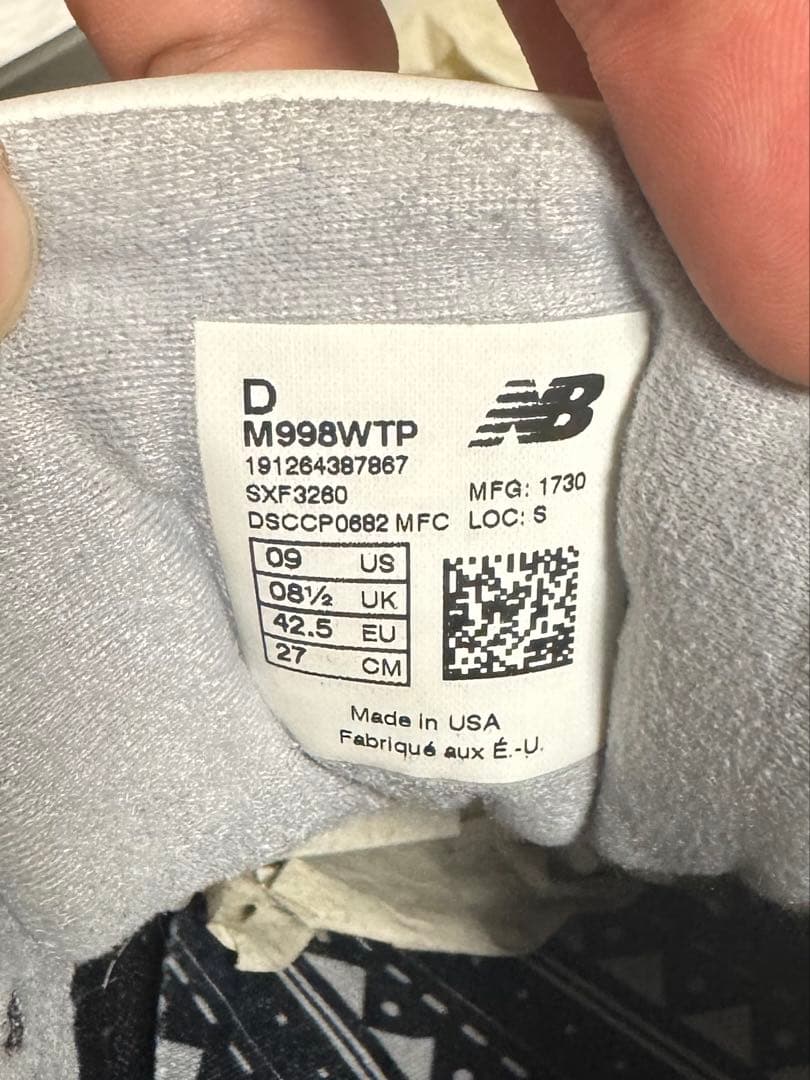 D
M998WTP
191264387867
SXF3260
DSCCP0682 MFC
NB
MFG: 1730
LOC: S
09 US
08½ UK
42.5 EU
27 CM
Made in USA
Fabriqué aux É.-U.